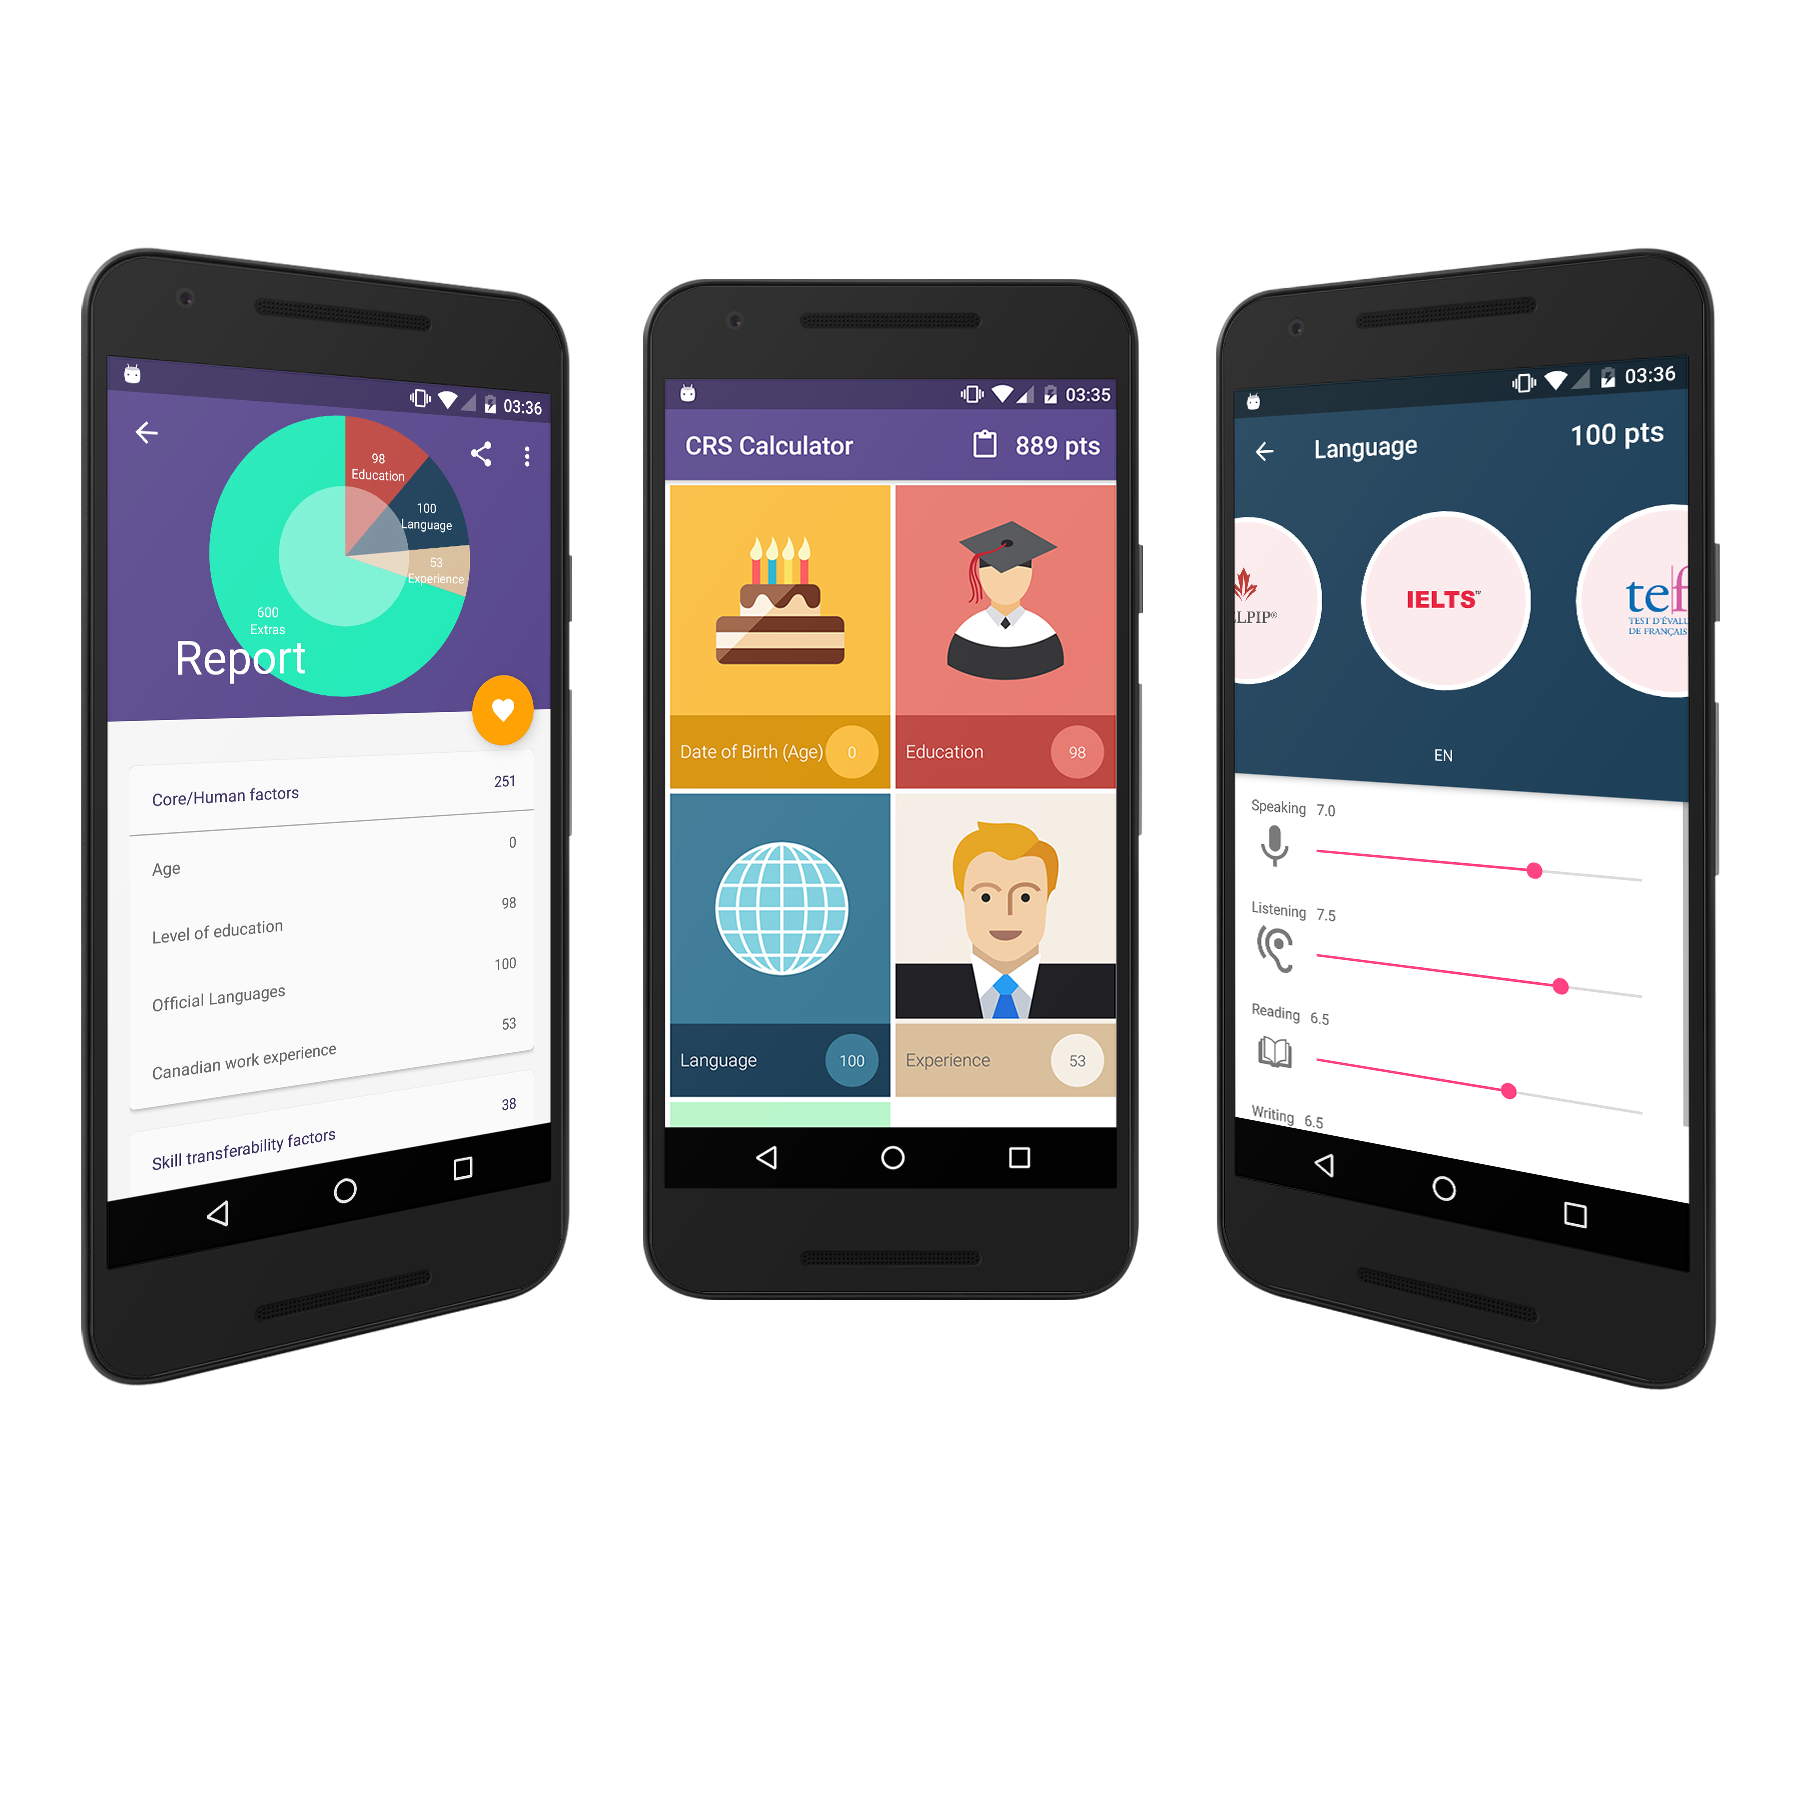 03:36
98
Education
100
Language
53
Experience
600
Extras
Report
Core/Human factors 251
Age 0
Level of education 98
Official Languages 100
Canadian work experience 53
Skill transferability factors 38
03:35
CRS Calculator 889 pts
Date of Birth (Age) 0
Education 98
Language 100
Experience 53
03:36
Language 100 pts
LPIP®
IELTS™
tef
TEST D'ÉVALU
DE FRANÇAIS
EN
Speaking 7.0
Listening 7.5
Reading 6.5
Writing 6.5